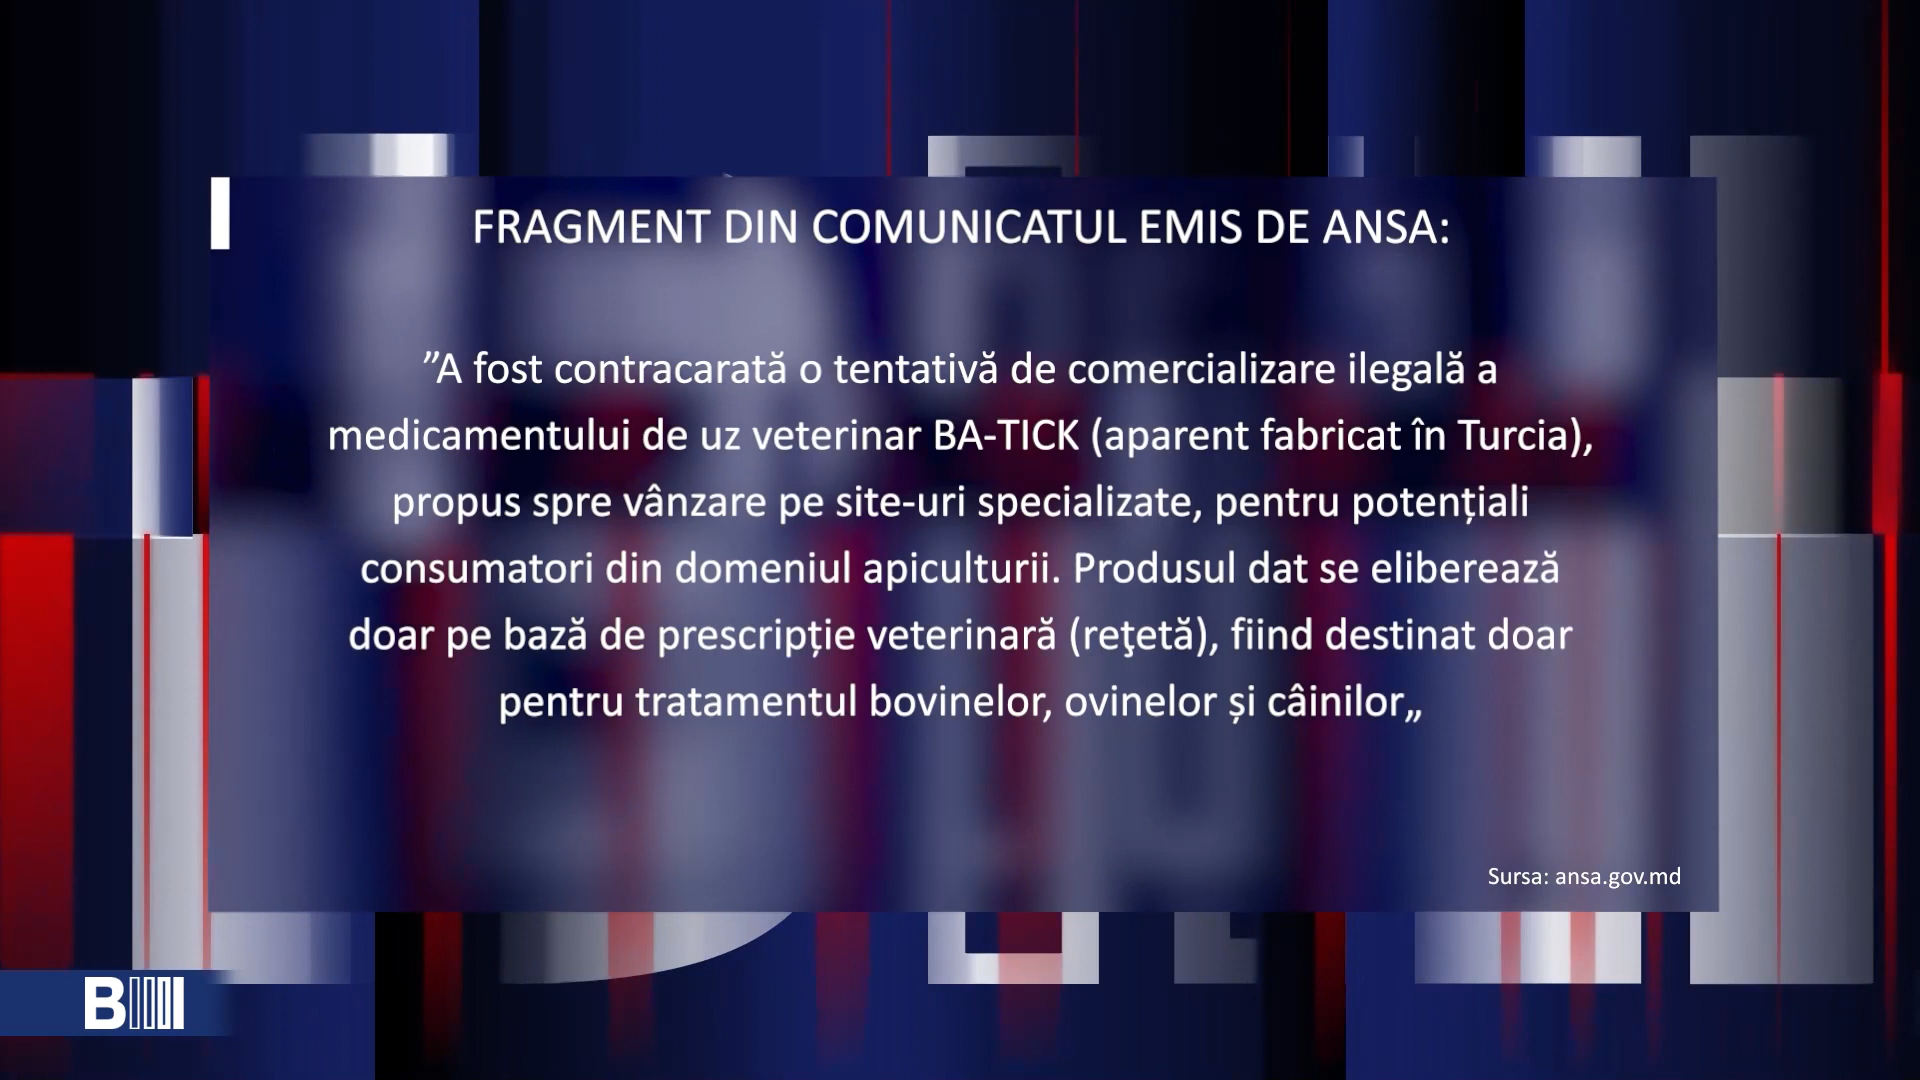 FRAGMENT DIN COMUNICATUL EMIS DE ANSA:
”A fost contracarată o tentativă de comercializare ilegală a
medicamentului de uz veterinar BA-TICK (aparent fabricat în Turcia),
propus spre vânzare pe site-uri specializate, pentru potențiali
consumatori din domeniul apiculturii. Produsul dat se eliberează
doar pe bază de prescripție veterinară (reţetă), fiind destinat doar
pentru tratamentul bovinelor, ovinelor și câinilor„
Sursa: ansa.gov.md
B